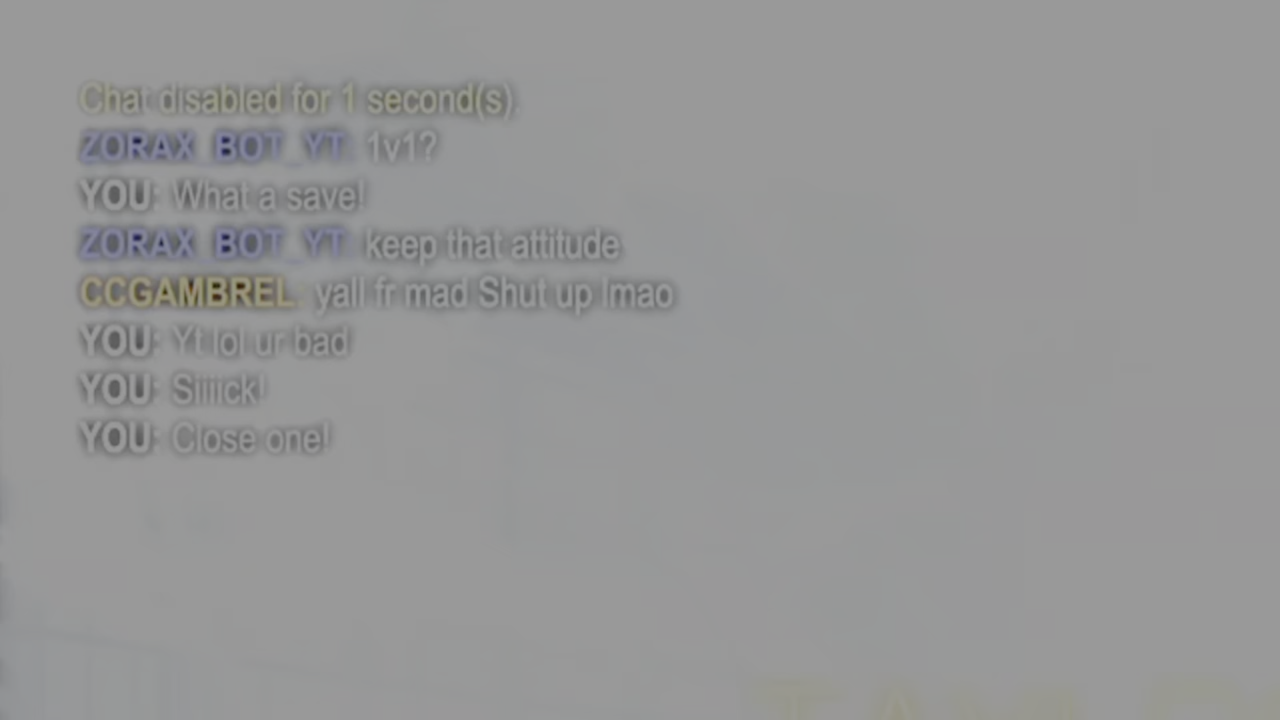 Chat disabled for 1 second(s).
ZORAX_BOT_YT: 1v1?
YOU: What a save!
ZORAX_BOT_YT: keep that attitude
CCGAMBREL: yall fr mad Shut up lmao
YOU: Yt lol ur bad
YOU: Siiiick!
YOU: Close one!